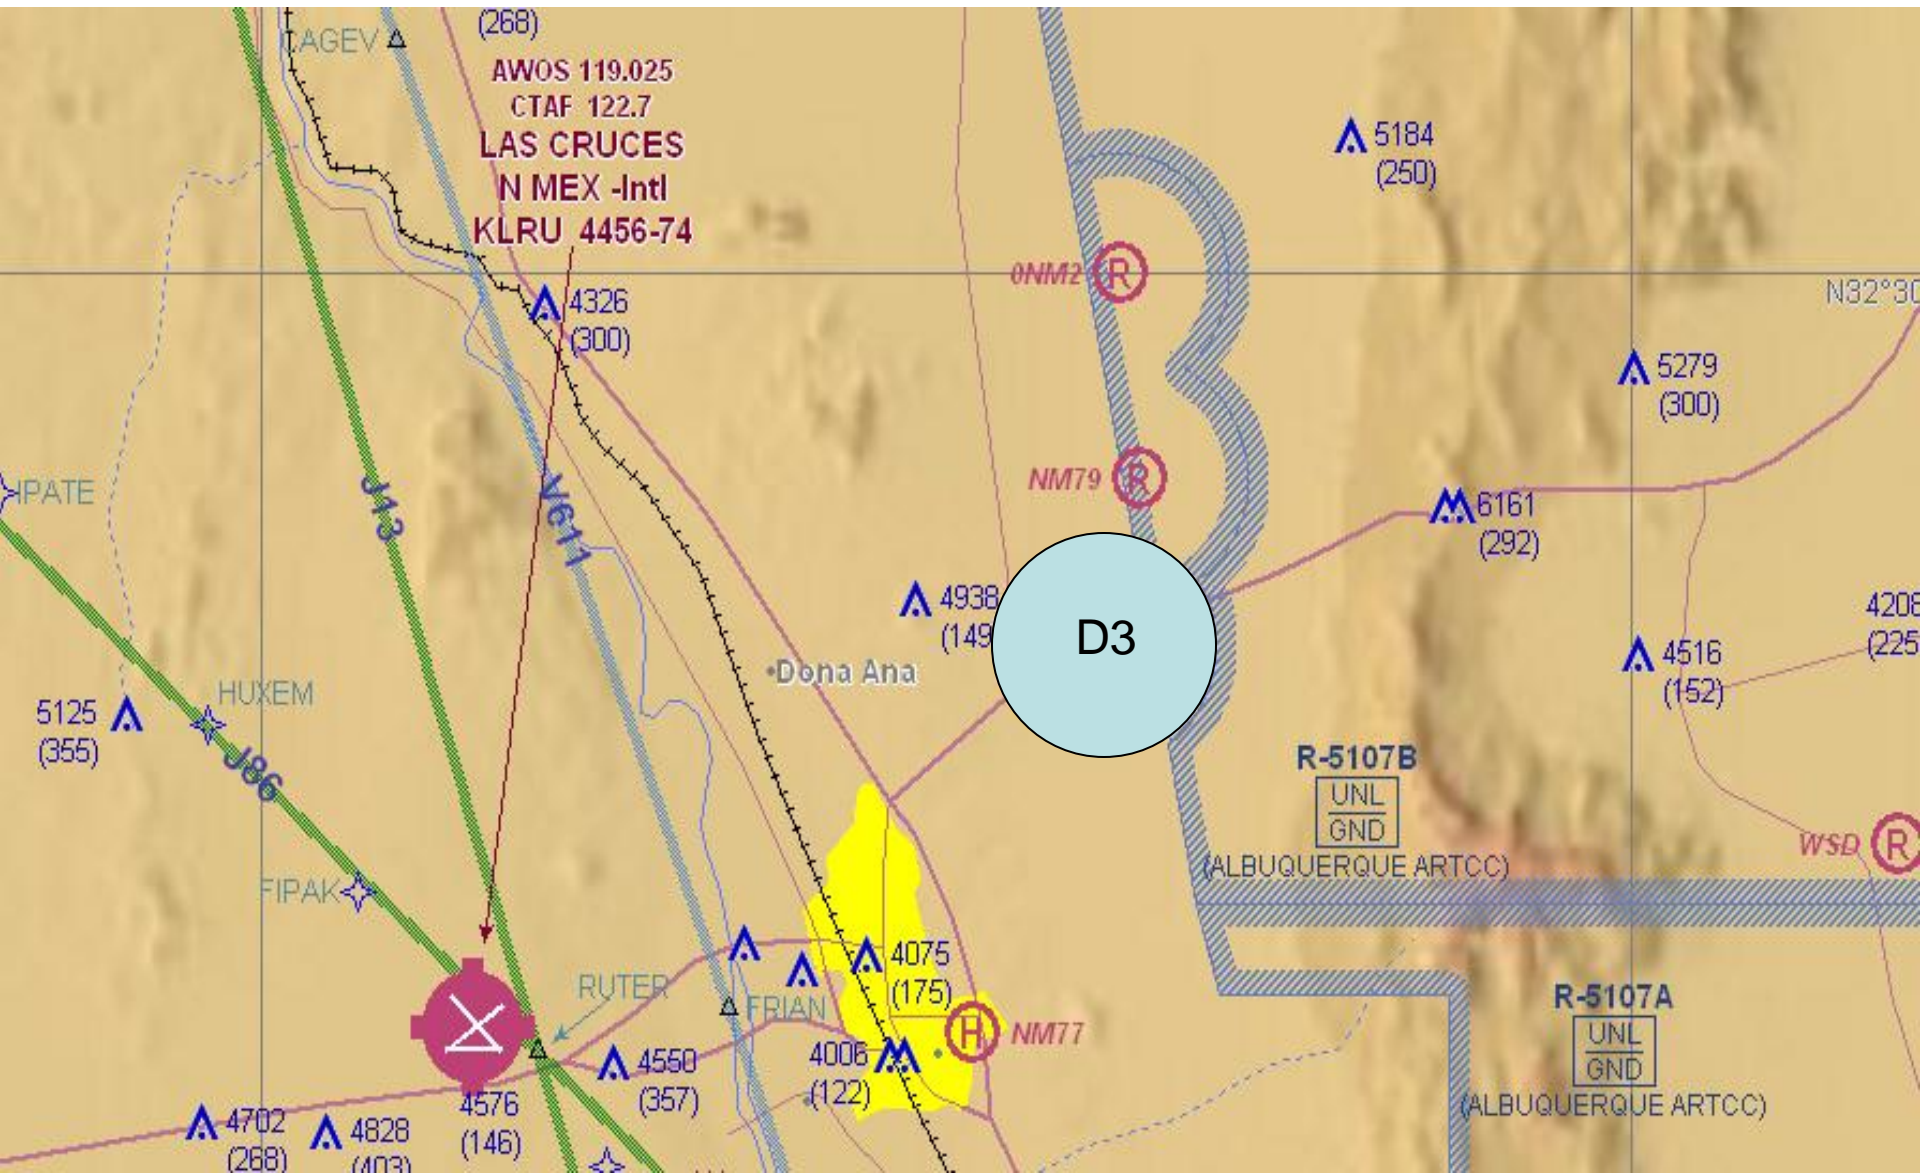 (268)
CAGEV
AWOS 119.025
CTAF 122.7
LAS CRUCES
N MEX -Intl
KLRU 4456-74
5184
(250)
0NM2
R
N32°30
4326
(300)
5279
(300)
IPATE
J13
V611
NM79
R
6161
(292)
4938
(149
D3
4208
(225
4516
(152)
Dona Ana
HUXEM
5125
(355)
J86
R-5107B
UNL
GND
(ALBUQUERQUE ARTCC)
WSD
R
FIPAK
4075
(175)
RUTER
FRIAN
H
NM77
R-5107A
UNL
GND
(ALBUQUERQUE ARTCC)
4550
(357)
4006
(122)
4576
(146)
4702
(268)
4828
(403)